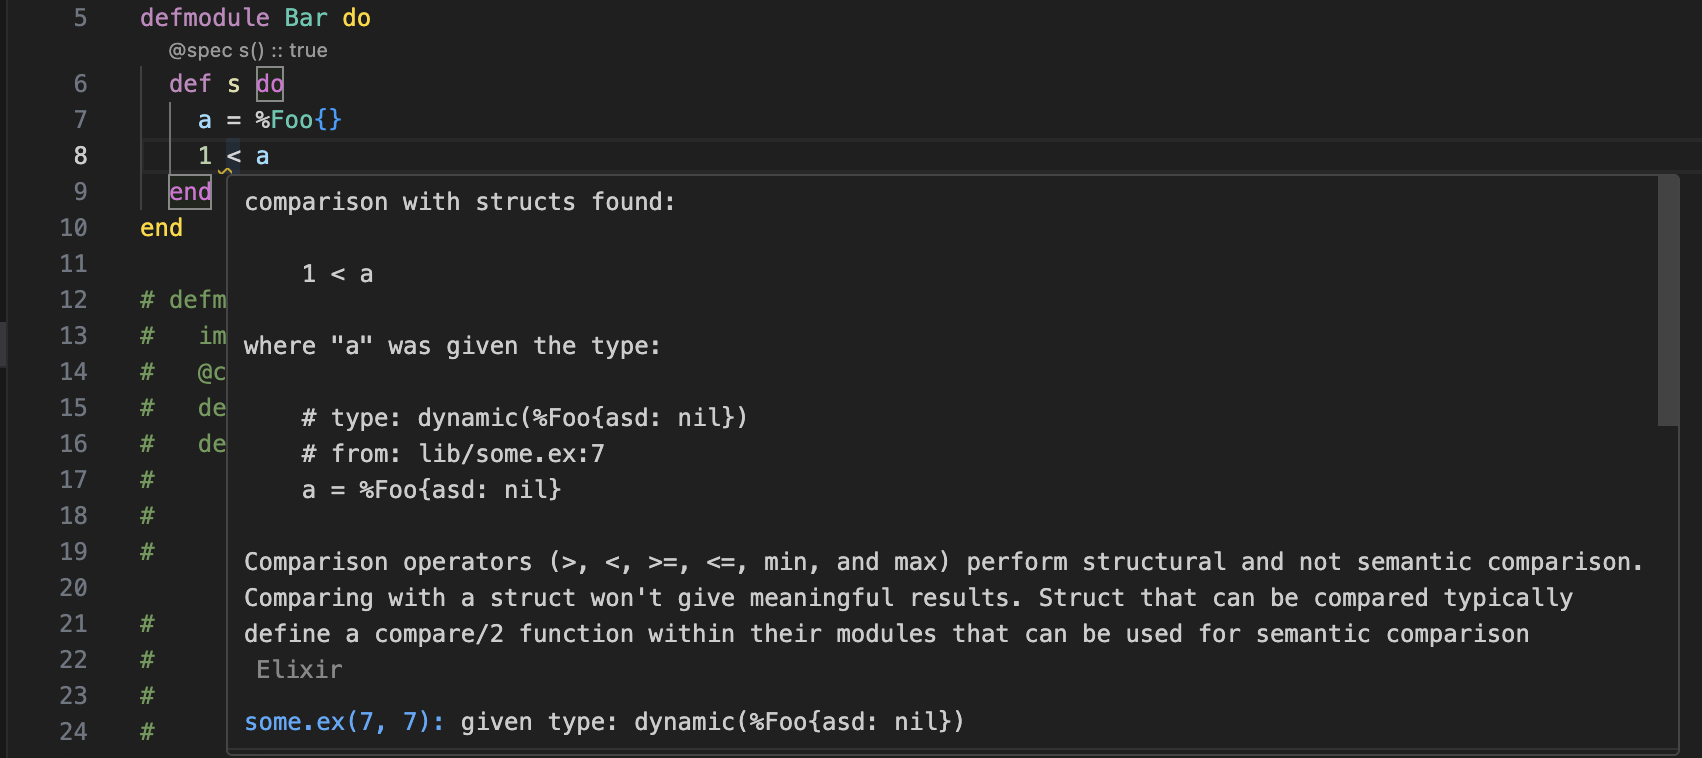 5 defmodule Bar do
@spec s() :: true
6 def s do
7 a = %Foo{}
8 1 < a
9 end
10 end
11
12 # defm
13 # im
14 # @c
15 # de
16 # de
17 #
18 #
19 #
20
21 #
22 #
23 #
24 #
comparison with structs found:
1 < a
where "a" was given the type:
# type: dynamic(%Foo{asd: nil})
# from: lib/some.ex:7
a = %Foo{asd: nil}
Comparison operators (>, <, >=, <=, min, and max) perform structural and not semantic comparison.
Comparing with a struct won't give meaningful results. Struct that can be compared typically
define a compare/2 function within their modules that can be used for semantic comparison
Elixir
some.ex(7, 7): given type: dynamic(%Foo{asd: nil})